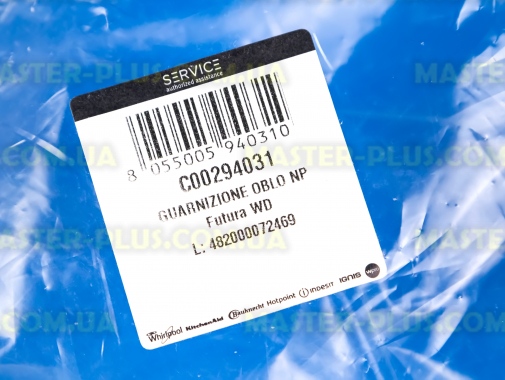 SERVICE
authorized assistance
8 055005 940310
C00294031
GUARNIZIONE OBLO NP
Futura WD
L: 482000072469
Whirlpool KitchenAid Bauknecht Hotpoint indesit IGNIS
MASTER-PLUS.COM.UA